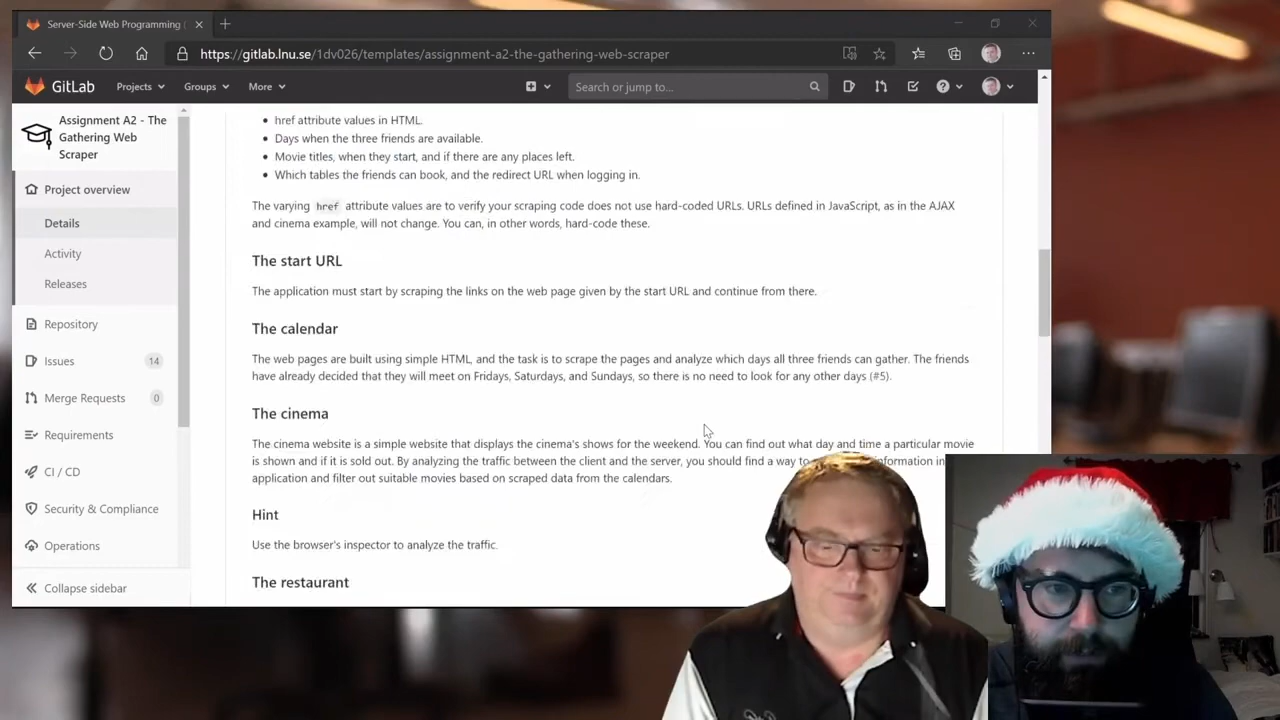 Server-Side Web Programming
https://gitlab.lnu.se/1dv026/templates/assignment-a2-the-gathering-web-scraper
GitLab Projects Groups More Search or jump to...
Assignment A2 - The
Gathering Web
Scraper
Project overview
Details
Activity
Releases
Repository
Issues 14
Merge Requests 0
Requirements
CI / CD
Security & Compliance
Operations
Collapse sidebar
href attribute values in HTML.
Days when the three friends are available.
Movie titles, when they start, and if there are any places left.
Which tables the friends can book, and the redirect URL when logging in.
The varying href attribute values are to verify your scraping code does not use hard-coded URLs. URLs defined in JavaScript, as in the AJAX
and cinema example, will not change. You can, in other words, hard-code these.
The start URL
The application must start by scraping the links on the web page given by the start URL and continue from there.
The calendar
The web pages are built using simple HTML, and the task is to scrape the pages and analyze which days all three friends can gather. The friends
have already decided that they will meet on Fridays, Saturdays, and Sundays, so there is no need to look for any other days (#5).
The cinema
The cinema website is a simple website that displays the cinema's shows for the weekend. You can find out what day and time a particular movie
is shown and if it is sold out. By analyzing the traffic between the client and the server, you should find a way to information in
application and filter out suitable movies based on scraped data from the calendars.
Hint
Use the browser's inspector to analyze the traffic.
The restaurant